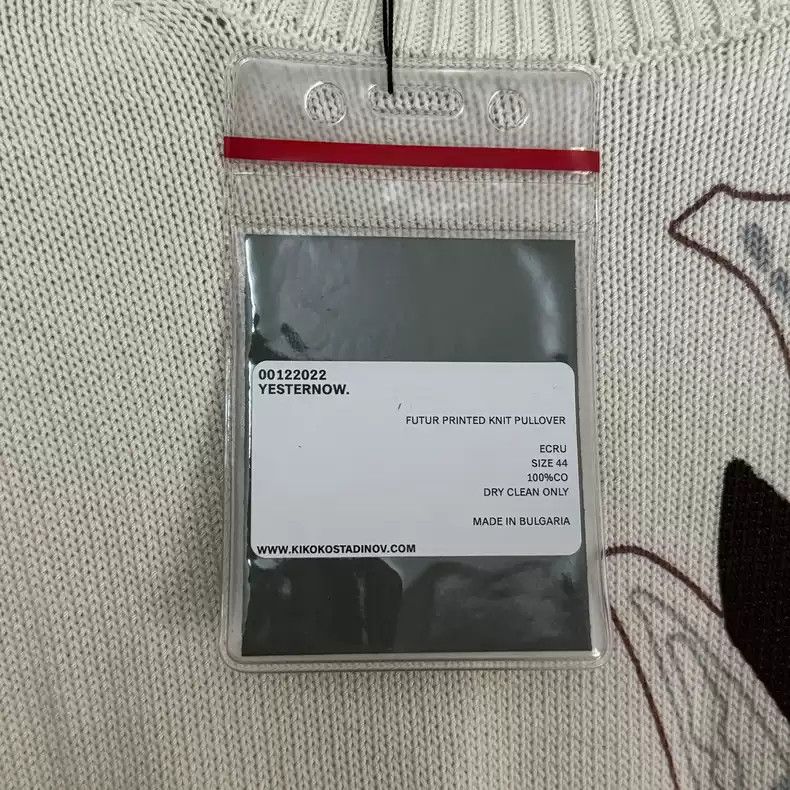 00122022
YESTERNOW.
FUTUR PRINTED KNIT PULLOVER
ECRU
SIZE 44
100%CO
DRY CLEAN ONLY
MADE IN BULGARIA
WWW.KIKOKOSTADINOV.COM